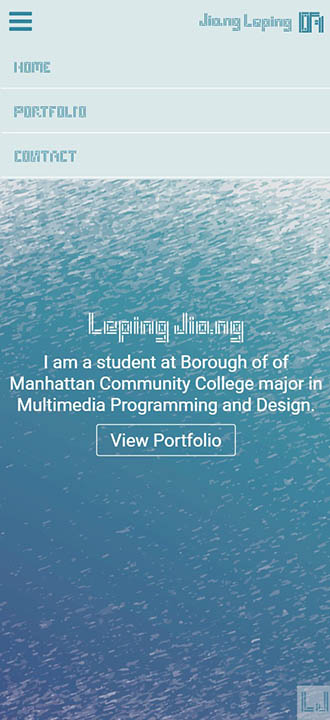 Jiang Leping
HOME
PORTFOLIO
CONTACT
Leping Jiang
I am a student at Borough of of
Manhattan Community College major in
Multimedia Programming and Design.
View Portfolio
LJ